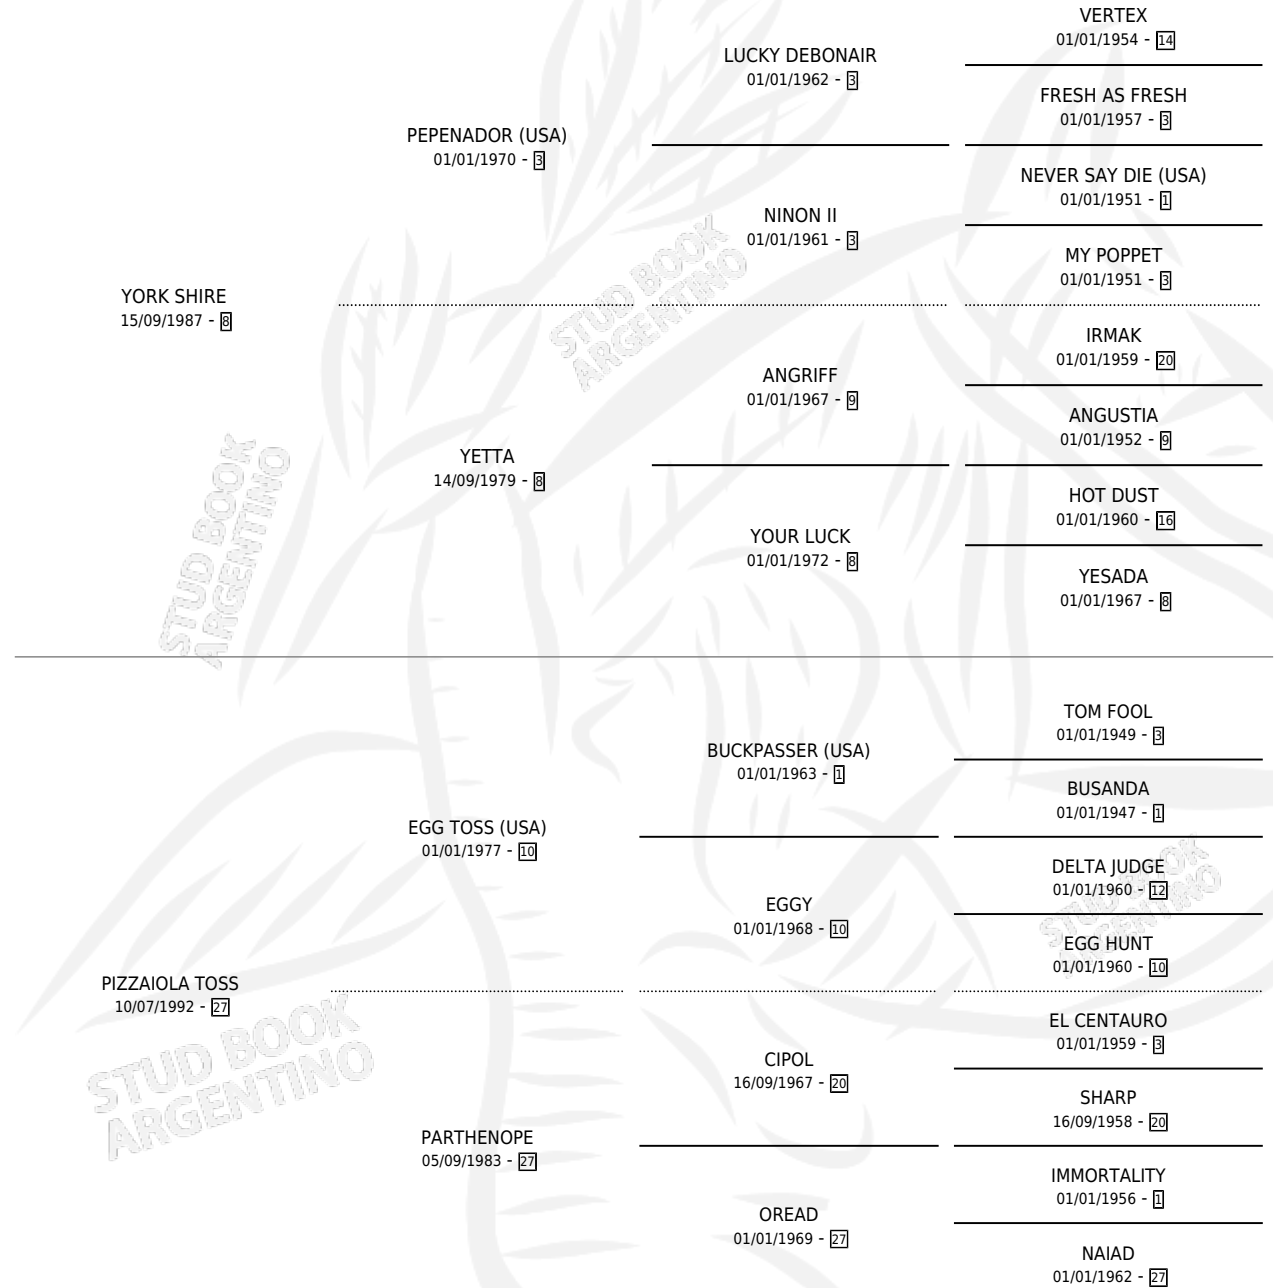 VERTEX
01/01/1954 - 14
LUCKY DEBONAIR
01/01/1962 - 3
FRESH AS FRESH
01/01/1957 - 3
PEPENADOR (USA)
01/01/1970 - 3
NEVER SAY DIE (USA)
01/01/1951 - 1
NINON II
01/01/1961 - 3
MY POPPET
01/01/1951 - 3
YORK SHIRE
15/09/1987 - 8
IRMAK
01/01/1959 - 20
ANGRIFF
01/01/1967 - 9
ANGUSTIA
01/01/1952 - 9
YETTA
14/09/1979 - 8
HOT DUST
01/01/1960 - 16
YOUR LUCK
01/01/1972 - 8
YESADA
01/01/1967 - 8
TOM FOOL
01/01/1949 - 3
BUCKPASSER (USA)
01/01/1963 - 1
BUSANDA
01/01/1947 - 1
EGG TOSS (USA)
01/01/1977 - 10
DELTA JUDGE
01/01/1960 - 12
EGGY
01/01/1968 - 10
EGG HUNT
01/01/1960 - 10
PIZZAIOLA TOSS
10/07/1992 - 27
EL CENTAURO
01/01/1959 - 3
CIPOL
16/09/1967 - 20
SHARP
16/09/1958 - 20
PARTHENOPE
05/09/1983 - 27
IMMORTALITY
01/01/1956 - 1
OREAD
01/01/1969 - 27
NAIAD
01/01/1962 - 27
STUD BOOK
ARGENTINO
STUD BOOK
ARGENTINO
STUD BOOK
ARGENTINO
STUD BOOK
ARGENTINO